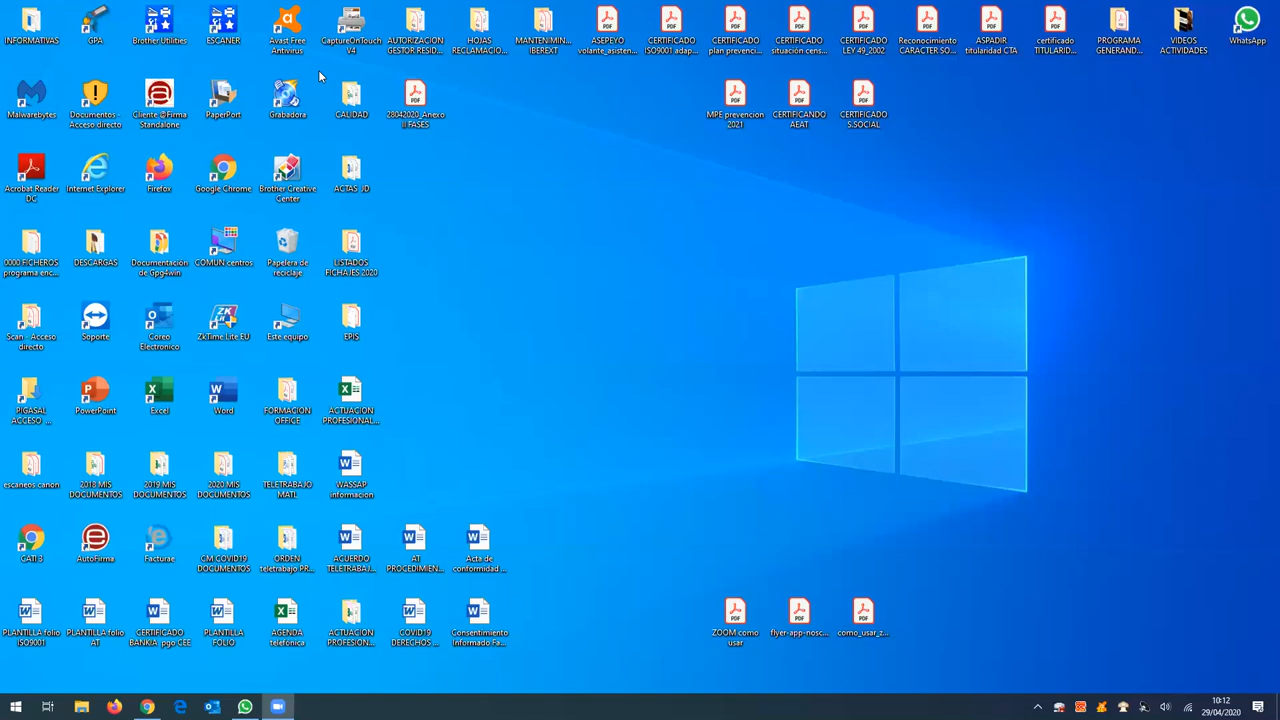 INFORMATIVAS
GPA
Brother Utilities
ESCÁNER
Avast Free
Antivirus
CaptureOnTouch
V4
AUTORIZACION
GESTOR RESID...
HOJAS
RECLAMACIO...
MANTENIMIN...
IBEREXT
ASEPEYO
volante_asisten...
CERTIFICADO
ISO9001 adap...
CERTIFICADO
plan prevenci...
CERTIFICADO
situación cens...
CERTIFICADO
LEY 49_2002
Reconocimiento
CARACTER SO...
ASPADIR
titularidad CTA
certificado
TITULARID...
PROGRAMA
GENERAND...
VIDEOS
ACTIVIDADES
WhatsApp
Malwarebytes
Documentos -
Acceso directo
Cliente @Firma
Standalone
PaperPort
Grabadora
CALIDAD
28042020_Anexo
II FASES
MPE prevencion
2021
CERTIFICANDO
AEAT
CERTIFICADO
S.SOCIAL
Acrobat Reader
DC
Internet Explorer
Firefox
Google Chrome
Brother Creative
Center
ACTAS JD
0000 FICHEROS
programa enc...
DESCARGAS
Documentación
de Gpg4win
COMUN centros
Papelera de
reciclaje
LISTADOS
FICHAJES 2020
Scan - Acceso
directo
Soporte
Coreo
Electronico
ZkTime Lite EU
Este equipo
EPIS
PIGASAL
ACCESO ...
PowerPoint
Excel
Word
FORMACION
OFFICE
ACTUACION
PROFESIONAL...
escaneos canon
2018 MIS
DOCUMENTOS
2019 MIS
DOCUMENTOS
2020 MIS
DOCUMENTOS
TELETRABAJO
MATL
WASSAP
informacion
CATI 3
AutoFirma
Facturae
CM COVID19
DOCUMENTOS
ORDEN
teletrabajo PR...
ACUERDO
TELETRABAJ...
AT
PROCEDIMIEN...
Acta de
conformidad ...
PLANTILLA folio
ISO9001
PLANTILLA folio
AT
CERTIFICADO
BANKIA pgo CEE
PLANTILLA
FOLIO
AGENDA
telefónica
ACTUACION
PROFESION...
COVID19
DERECHOS ...
Consentimiento
Informado Fa...
ZOOM como
usar
flyer-app-nosc...
como_usar_z...
10:12
29/04/2020